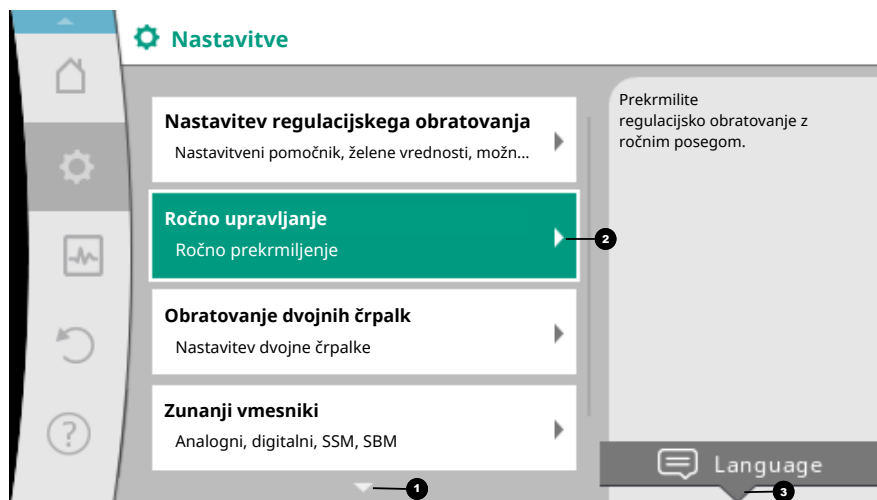 Nastavitve
Nastavitev regulacijskega obratovanja
Nastavitveni pomočnik, želene vrednosti, možn...
Ročno upravljanje
Ročno prekrmiljenje
2
Obratovanje dvojnih črpalk
Nastavitev dvojne črpalke
Zunanji vmesniki
Analogni, digitalni, SSM, SBM
1
Prekrmilite
regulacijsko obratovanje z
ročnim posegom.
Language
3
?